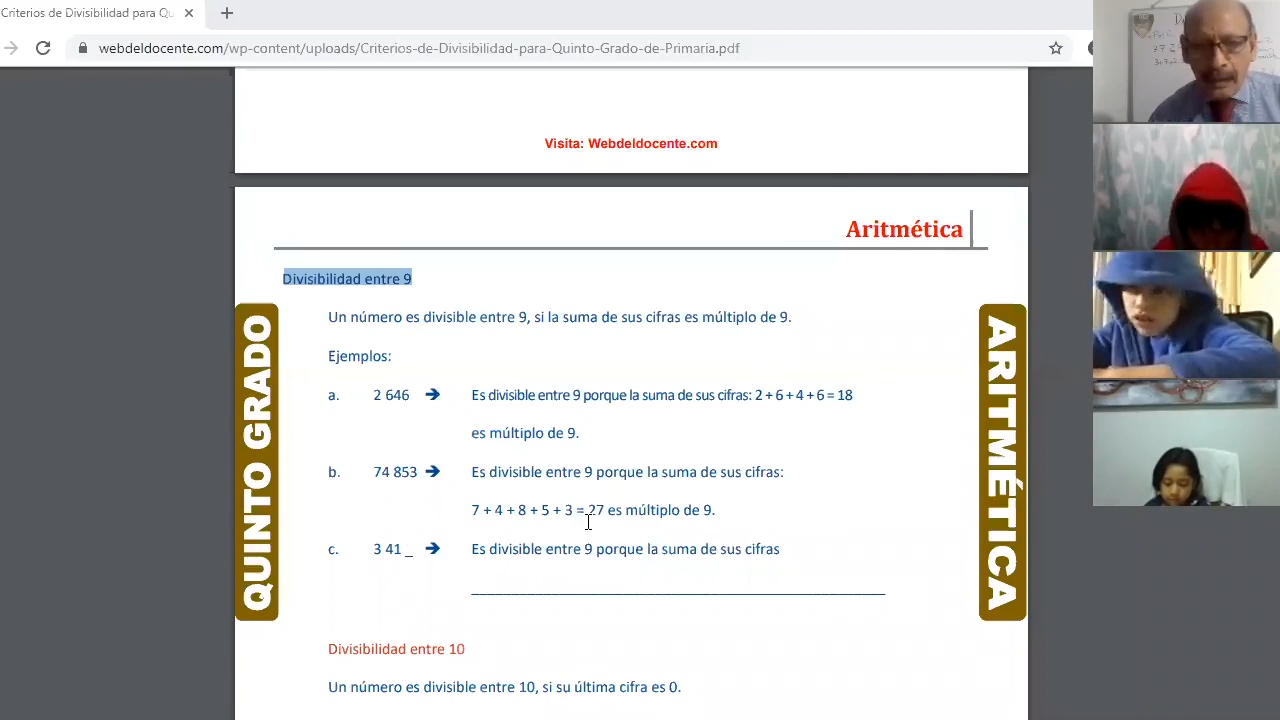 Criterios de Divisibilidad para Qu
webdeldocente.com/wp-content/uploads/Criterios-de-Divisibilidad-para-Quinto-Grado-de-Primaria.pdf
Visita: Webdeldocente.com
Aritmética
Divisibilidad entre 9
QUINTO GRADO
ARITMÉTICA
Un número es divisible entre 9, si la suma de sus cifras es múltiplo de 9.
Ejemplos:
a. 2 646 ➔ Es divisible entre 9 porque la suma de sus cifras: 2 + 6 + 4 + 6 = 18
es múltiplo de 9.
b. 74 853 ➔ Es divisible entre 9 porque la suma de sus cifras:
7 + 4 + 8 + 5 + 3 = 27 es múltiplo de 9.
c. 3 41 _ ➔ Es divisible entre 9 porque la suma de sus cifras
Divisibilidad entre 10
Un número es divisible entre 10, si su última cifra es 0.